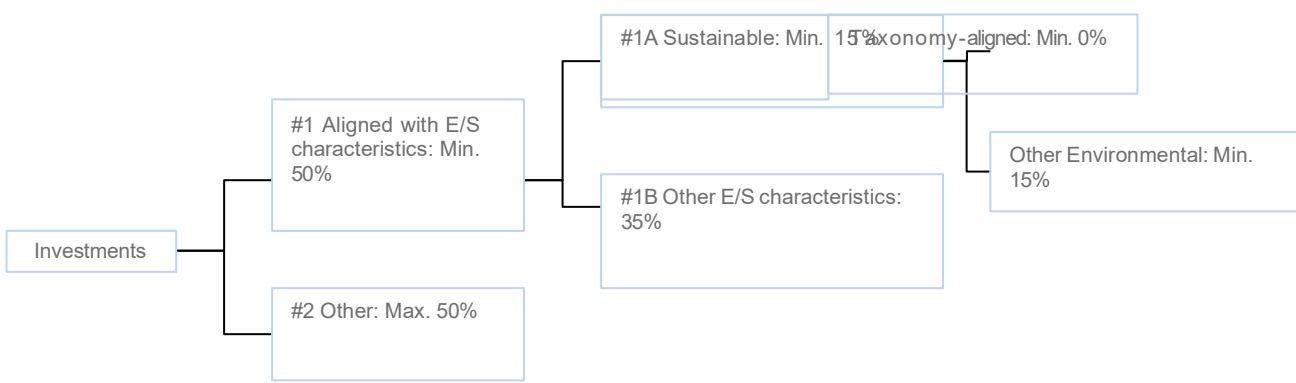 #1A Sustainable: Min. 15%
Taxonomy-aligned: Min. 0%
#1 Aligned with E/S
characteristics: Min.
50%
Other Environmental: Min.
15%
#1B Other E/S characteristics:
35%
Investments
#2 Other: Max. 50%